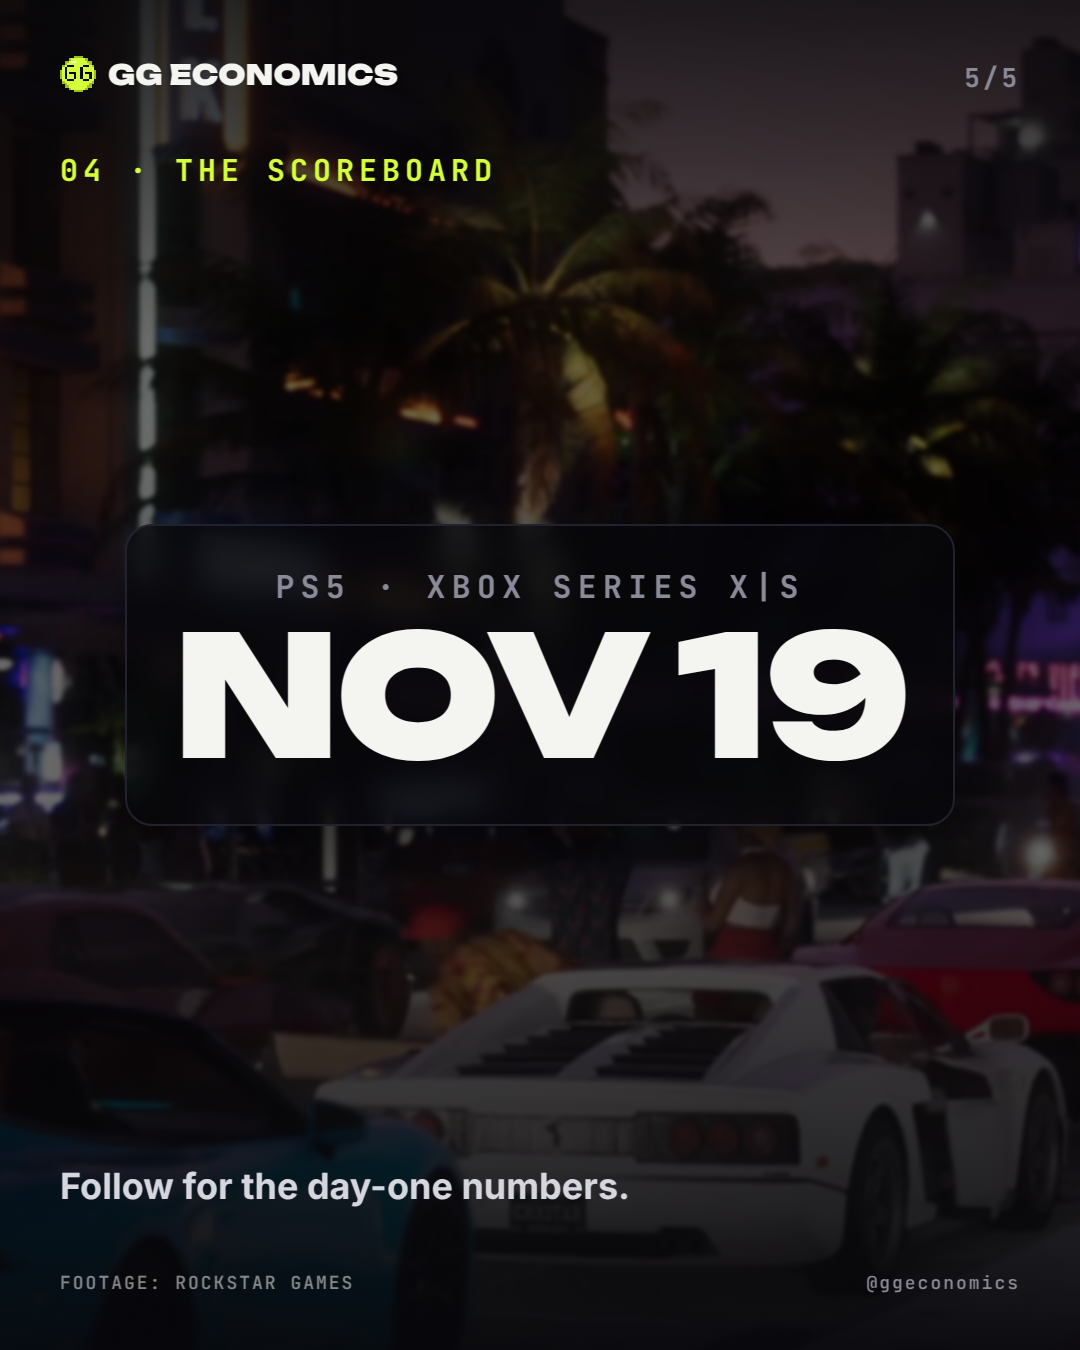 GG ECONOMICS
5/5
04 · THE SCOREBOARD
PS5 · XBOX SERIES X|S
NOV 19
Follow for the day-one numbers.
FOOTAGE: ROCKSTAR GAMES
@ggeconomics